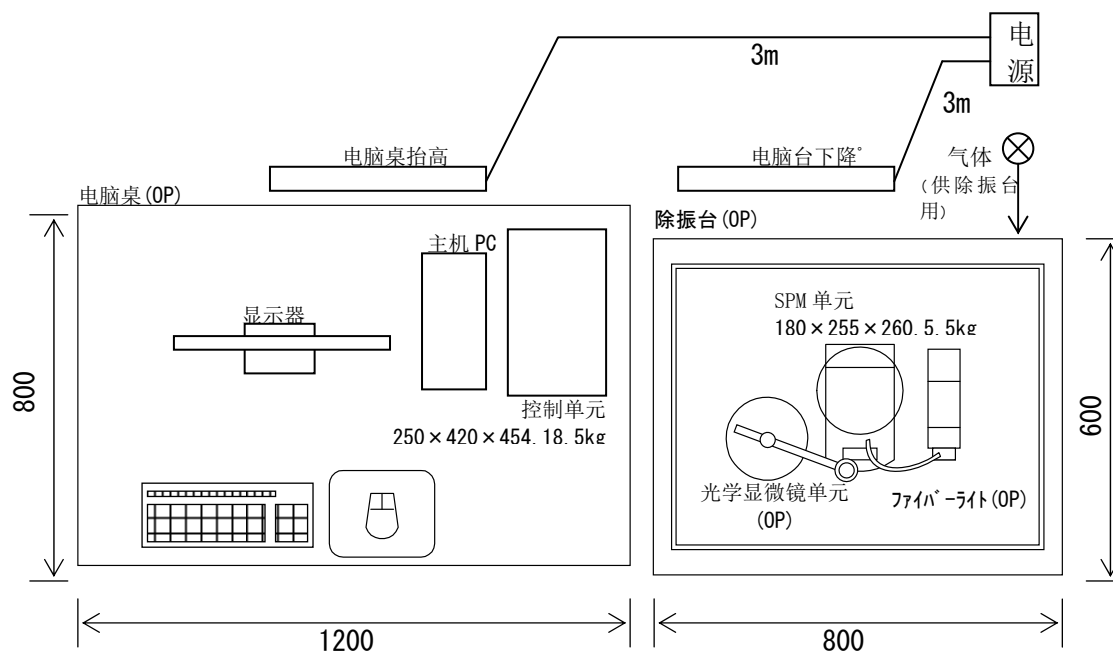 电
源
3m
3m
电脑桌抬高
电脑台下降°
气体
(供除振台
用)
电脑桌(OP)
除振台(OP)
主机 PC
显示器
控制单元
250×420×454. 18.5kg
SPM 单元
180×255×260. 5.5kg
光学显微镜单元
(OP)
ファイバーライト(OP)
800
600
1200
800